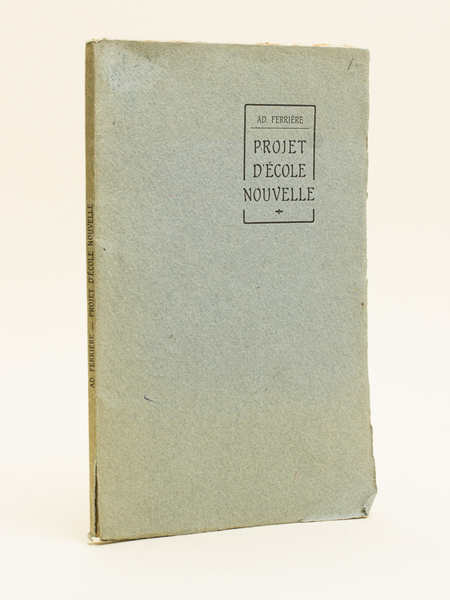 AD. FERRIÈRE
PROJET
D'ÉCOLE
NOUVELLE
AD. FERRIÈRE — PROJET D'ÉCOLE NOUVELLE